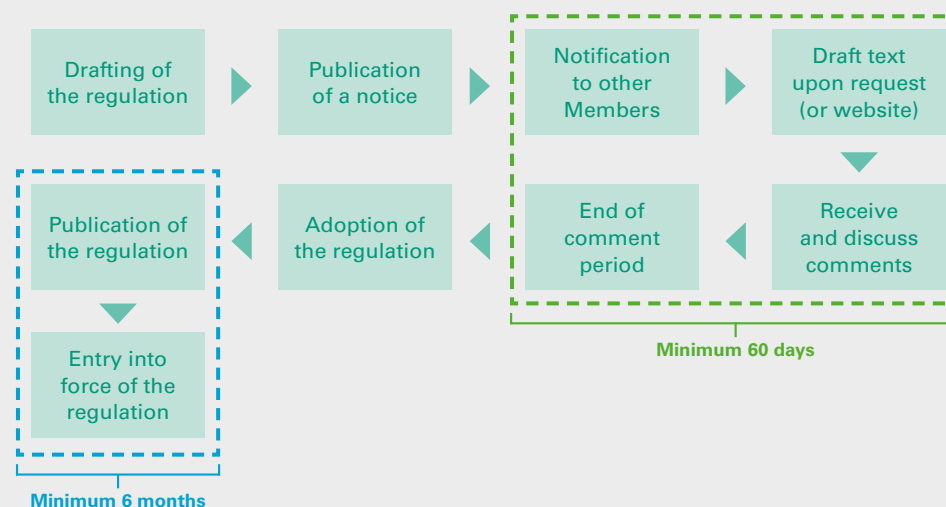 Drafting of
the regulation
Publication
of a notice
Notification
to other
Members
Draft text
upon request
(or website)
Receive
and discuss
comments
End of
comment
period
Adoption of
the regulation
Publication of
the regulation
Entry into
force of the
regulation
Minimum 60 days
Minimum 6 months